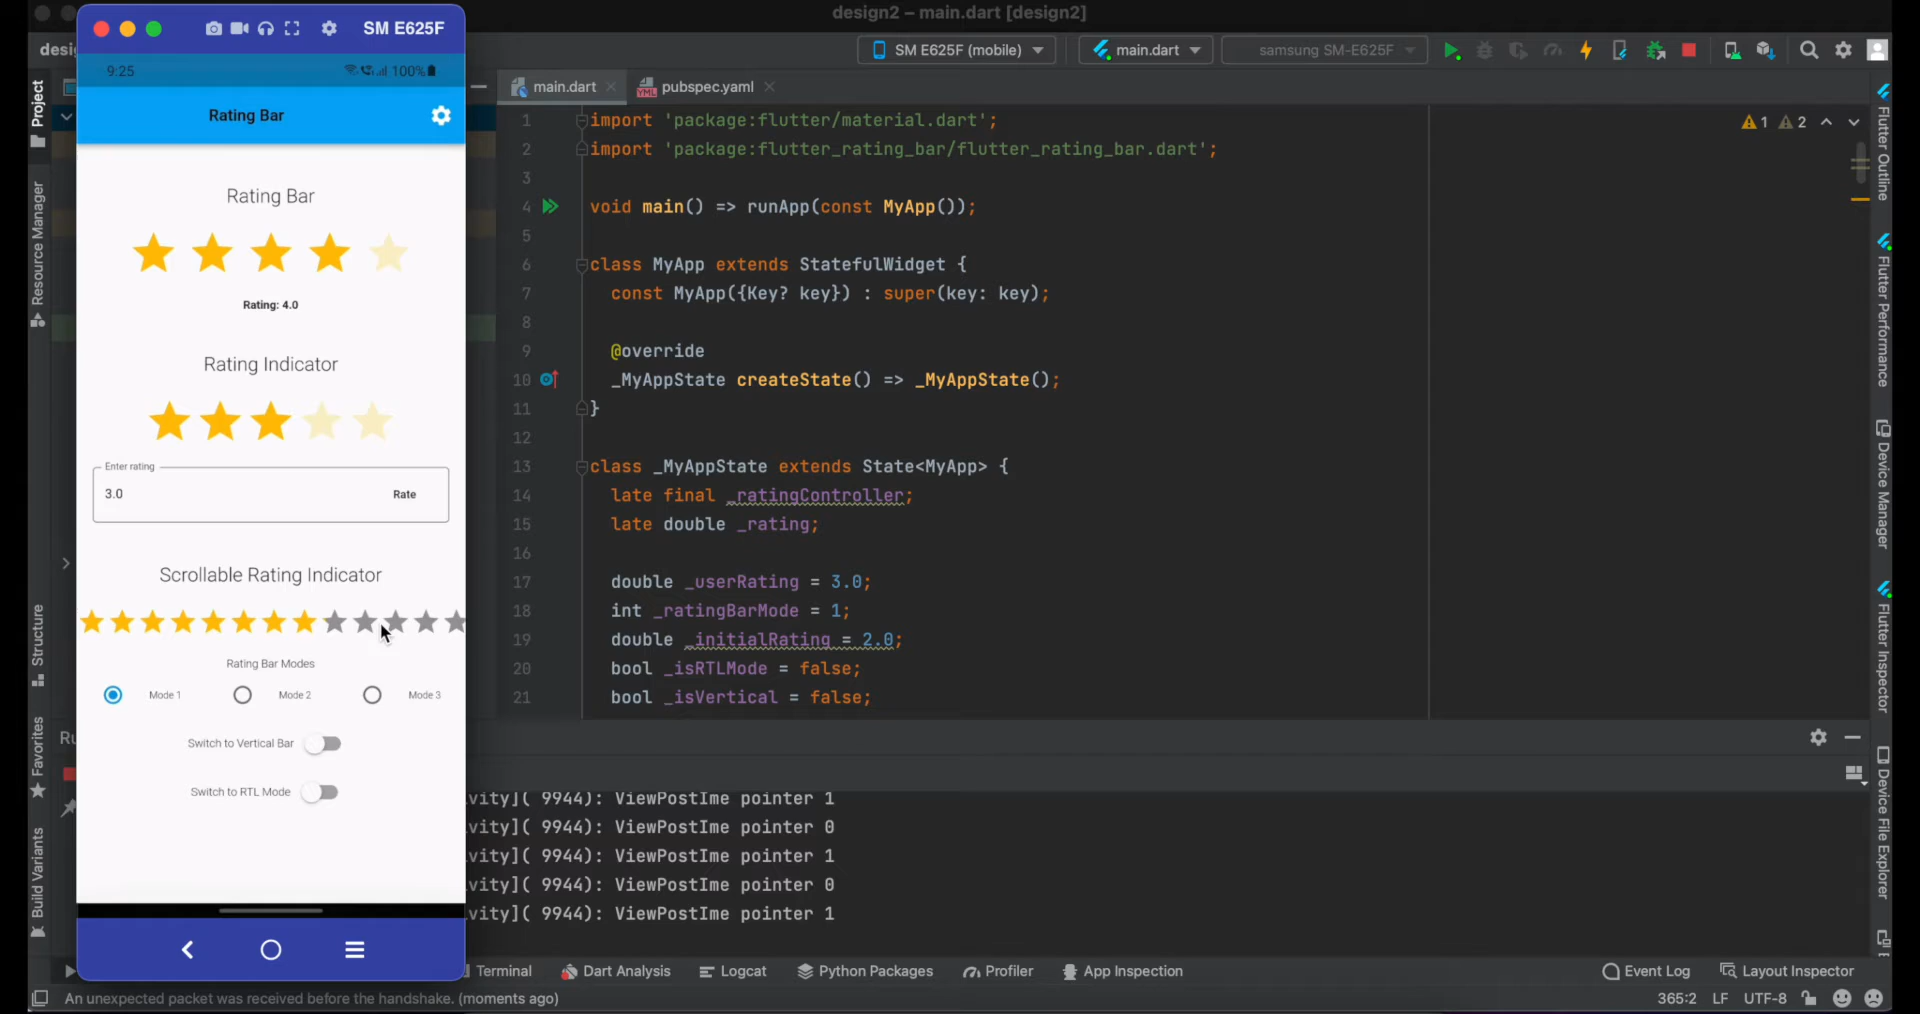 design2 – main.dart [design2]
SM E625F
desi
SM E625F (mobile)
main.dart
samsung SM-E625F
9:25
100%
main.dart
pubspec.yaml
Rating Bar
Rating Bar
Rating: 4.0
Rating Indicator
Enter rating
3.0
Rate
Scrollable Rating Indicator
Rating Bar Modes
Mode 1
Mode 2
Mode 3
Switch to Vertical Bar
Switch to RTL Mode
1 import 'package:flutter/material.dart';
2 import 'package:flutter_rating_bar/flutter_rating_bar.dart';
3
4 void main() => runApp(const MyApp());
5
6 class MyApp extends StatefulWidget {
7 const MyApp({Key? key}) : super(key: key);
8
9 @override
10 _MyAppState createState() => _MyAppState();
11 }
12
13 class _MyAppState extends State<MyApp> {
14 late final _ratingController;
15 late double _rating;
16
17 double _userRating = 3.0;
18 int _ratingBarMode = 1;
19 double _initialRating = 2.0;
20 bool _isRTLMode = false;
21 bool _isVertical = false;
1 2
Project
Resource Manager
Structure
Favorites
Build Variants
Flutter Outline
Flutter Performance
Device Manager
Flutter Inspector
Device File Explorer
Ru
vity]( 9944): ViewPostIme pointer 1
vity]( 9944): ViewPostIme pointer 0
vity]( 9944): ViewPostIme pointer 1
vity]( 9944): ViewPostIme pointer 0
vity]( 9944): ViewPostIme pointer 1
Terminal
Dart Analysis
Logcat
Python Packages
Profiler
App Inspection
Event Log
Layout Inspector
An unexpected packet was received before the handshake. (moments ago)
365:2 LF UTF-8